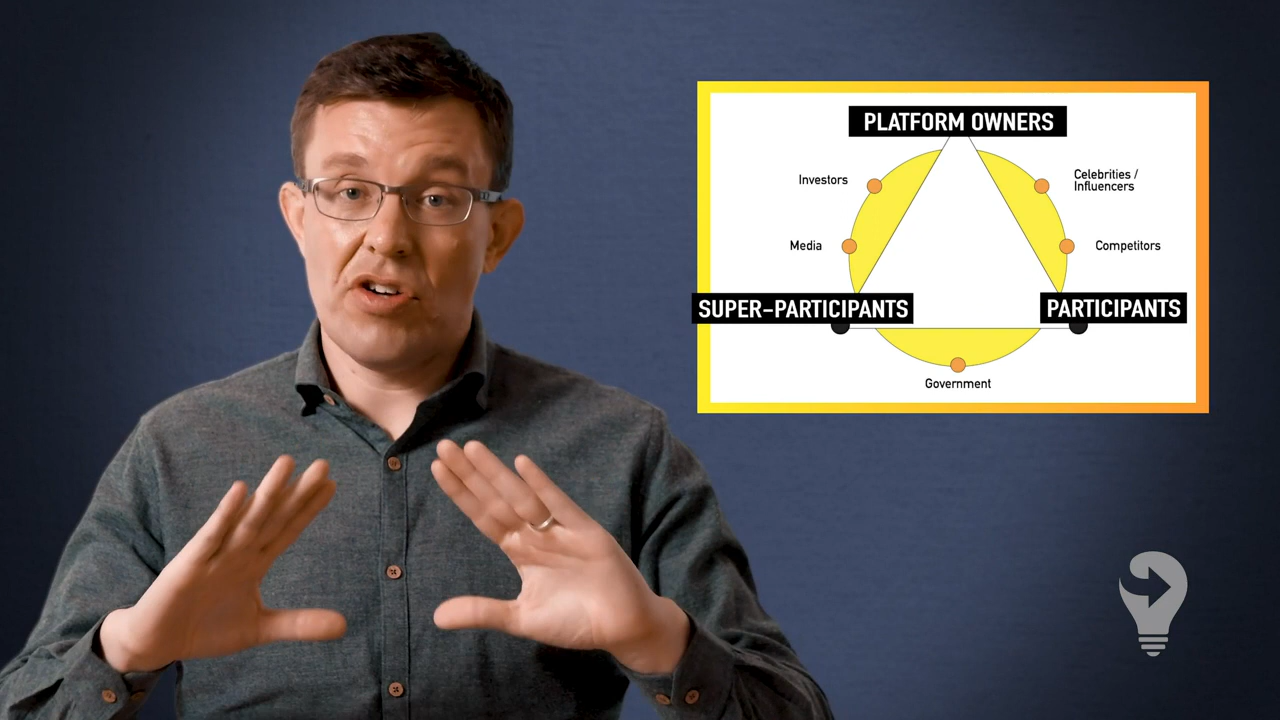 PLATFORM OWNERS
Investors
Celebrities /
Influencers
Media
Competitors
SUPER-PARTICIPANTS
PARTICIPANTS
Government